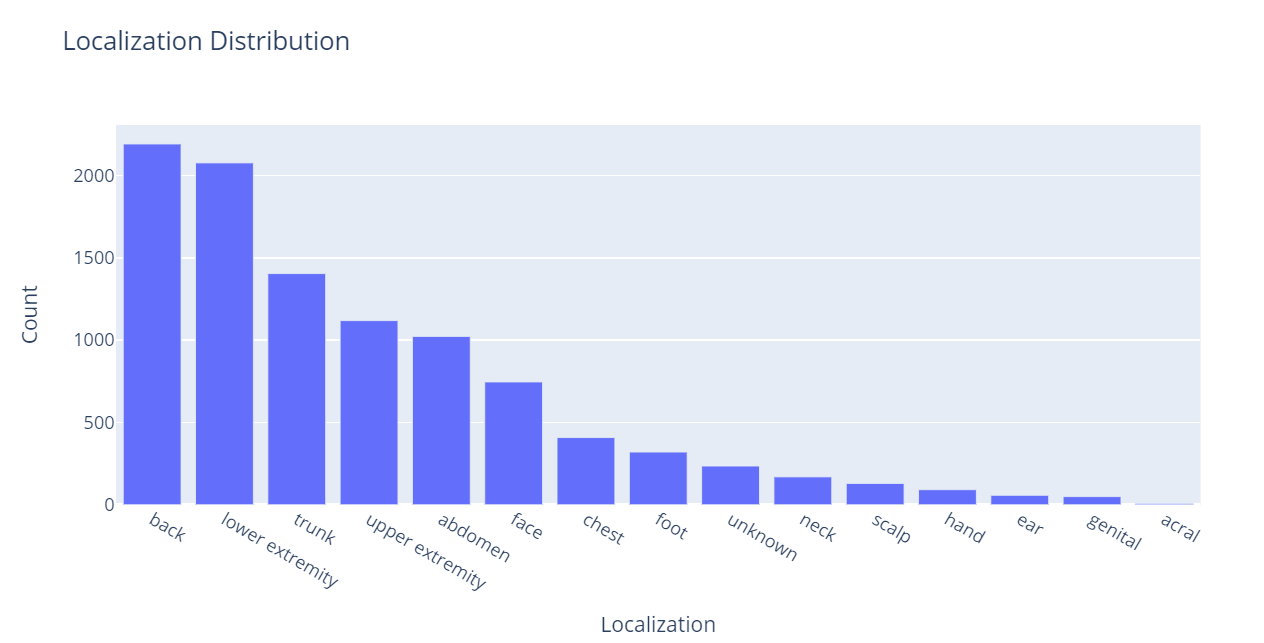 Localization Distribution
2000
1500
1000
500
0
Count
back
lower extremity
trunk
upper extremity
abdomen
face
chest
foot
unknown
neck
scalp
hand
ear
genital
acral
Localization